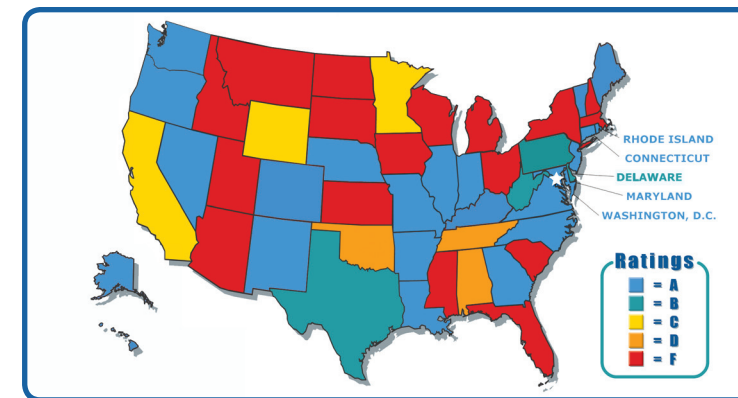 RHODE ISLAND
CONNECTICUT
DELAWARE
MARYLAND
WASHINGTON, D.C.
Ratings
= A
= B
= C
= D
= F